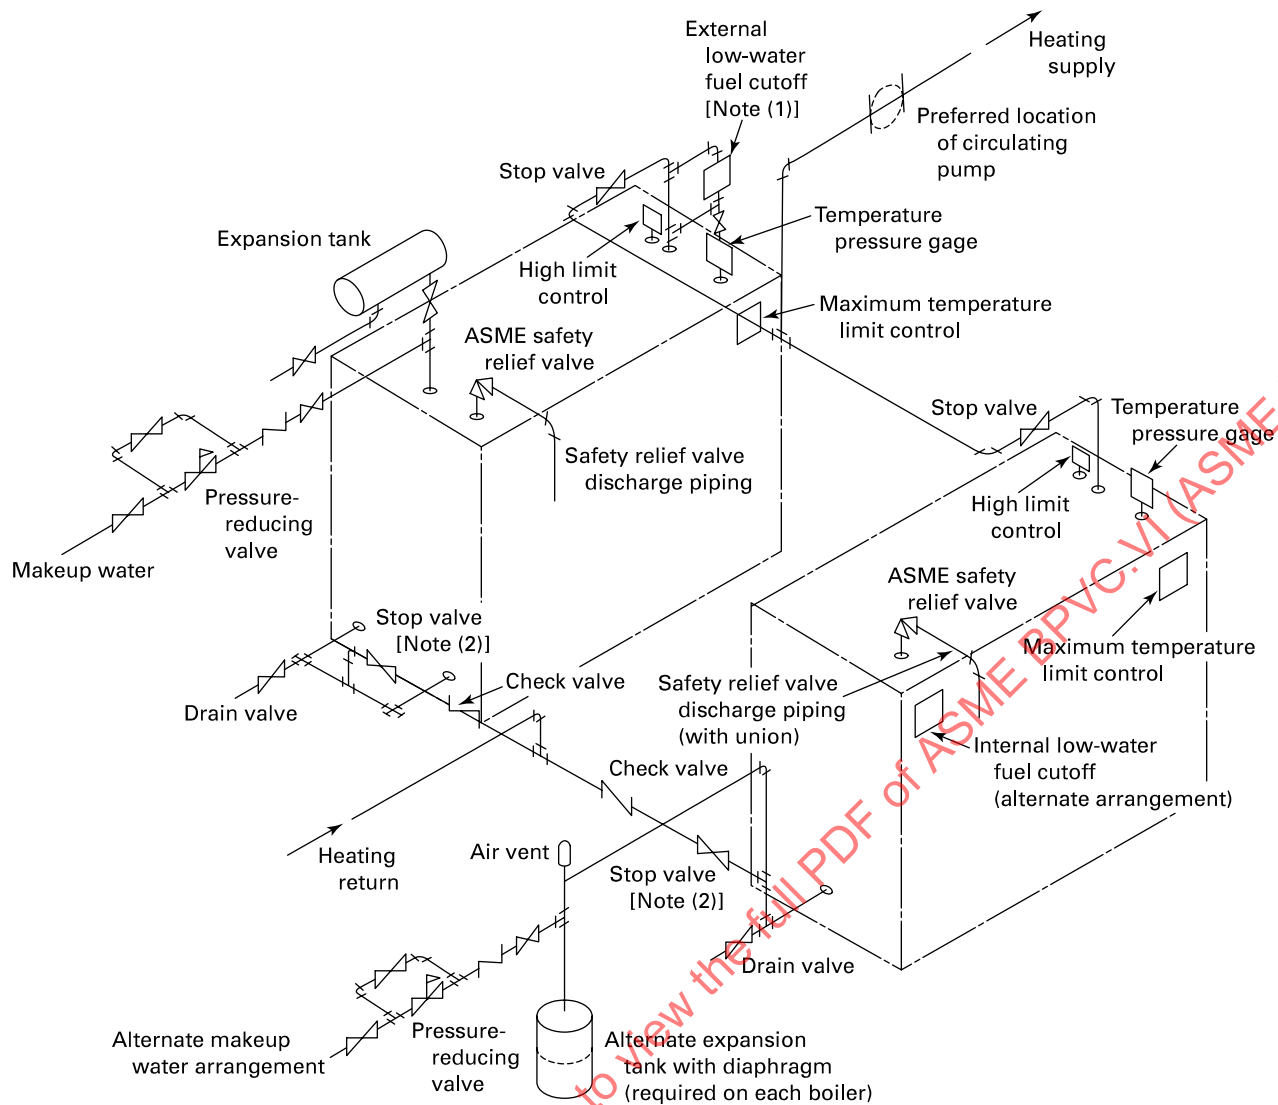 External
low-water
fuel cutoff
[Note (1)]
Heating
supply
Preferred location
of circulating
pump
Stop valve
Temperature
pressure gage
Expansion tank
High limit
control
Maximum temperature
limit control
ASME safety
relief valve
Stop valve
Temperature
pressure gage
Safety relief valve
discharge piping
Pressure-
reducing
valve
High limit
control
Makeup water
ASME safety
relief valve
Stop valve
[Note (2)]
Maximum temperature
limit control
Check valve
Safety relief valve
discharge piping
(with union)
Drain valve
Internal low-water
fuel cutoff
(alternate arrangement)
Check valve
Heating
return
Air vent
Stop valve
[Note (2)]
Drain valve
Alternate makeup
water arrangement
Pressure-
reducing
valve
Alternate expansion
tank with diaphragm
(required on each boiler)
to view the full PDF of ASME BPVC.VI (ASME